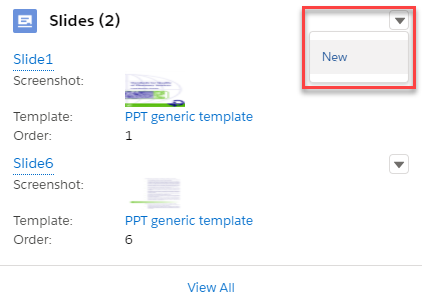 Slides (2)
New
Slide1
Screenshot:
Template: PPT generic template
Order: 1
Slide6
Screenshot:
Template: PPT generic template
Order: 6
View All